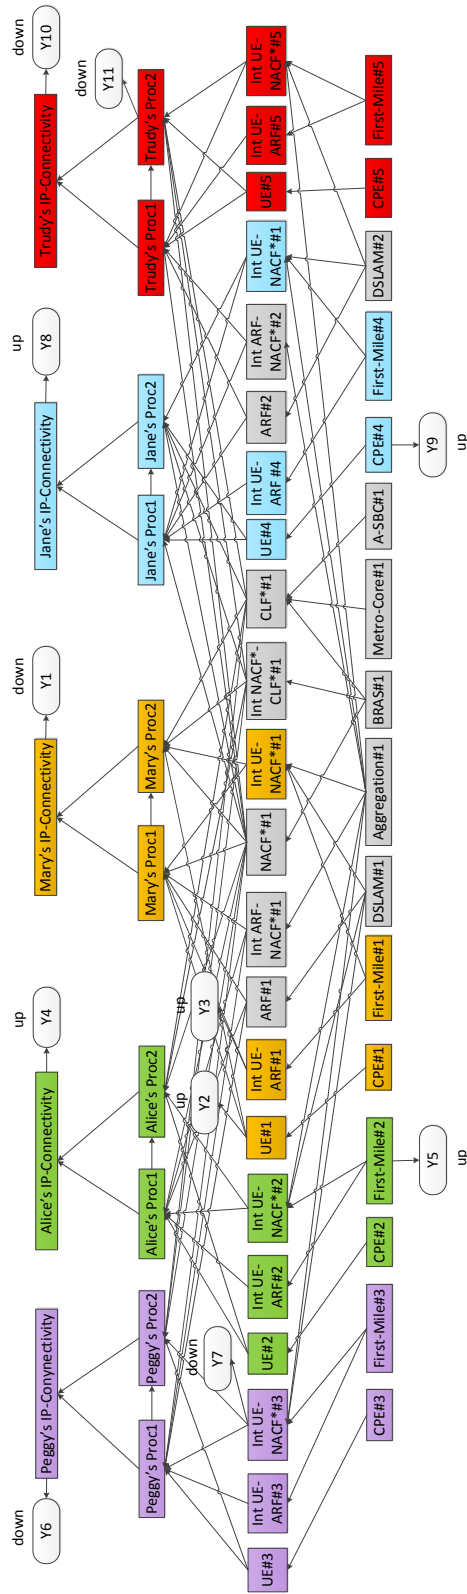 down
up
down
up
down
Y6
Peggy's IP-Conynectivity
Alice's IP-Connectivity
Y4
Mary's IP-Connectivity
Y1
Jane's IP-Connectivity
Y8
Trudy's IP-Connectivity
Y10
down
Y11
Peggy's Proc1
Peggy's Proc2
Alice's Proc1
Alice's Proc2
Mary's Proc1
Mary's Proc2
Jane's Proc1
Jane's Proc2
Trudy's Proc1
Trudy's Proc2
down
Y7
up
Y2
up
Y3
UE#3
Int UE-
ARF#3
Int UE-
NACF*#3
UE#2
Int UE-
ARF#2
Int UE-
NACF*#2
UE#1
Int UE-
ARF#1
ARF#1
Int ARF-
NACF*#1
NACF*#1
Int UE-
NACF*#1
Int NACF*-
CLF*#1
CLF*#1
UE#4
Int UE-
ARF #4
ARF#2
Int ARF-
NACF*#2
Int UE-
NACF*#1
UE#5
Int UE-
ARF#5
Int UE-
NACF*#5
CPE#3
First-Mile#3
CPE#2
First-Mile#2
CPE#1
First-Mile#1
DSLAM#1
Aggregation#1
BRAS#1
Metro-Core#1
A-SBC#1
CPE#4
First-Mile#4
DSLAM#2
CPE#5
First-Mile#5
Y5
up
Y9
up